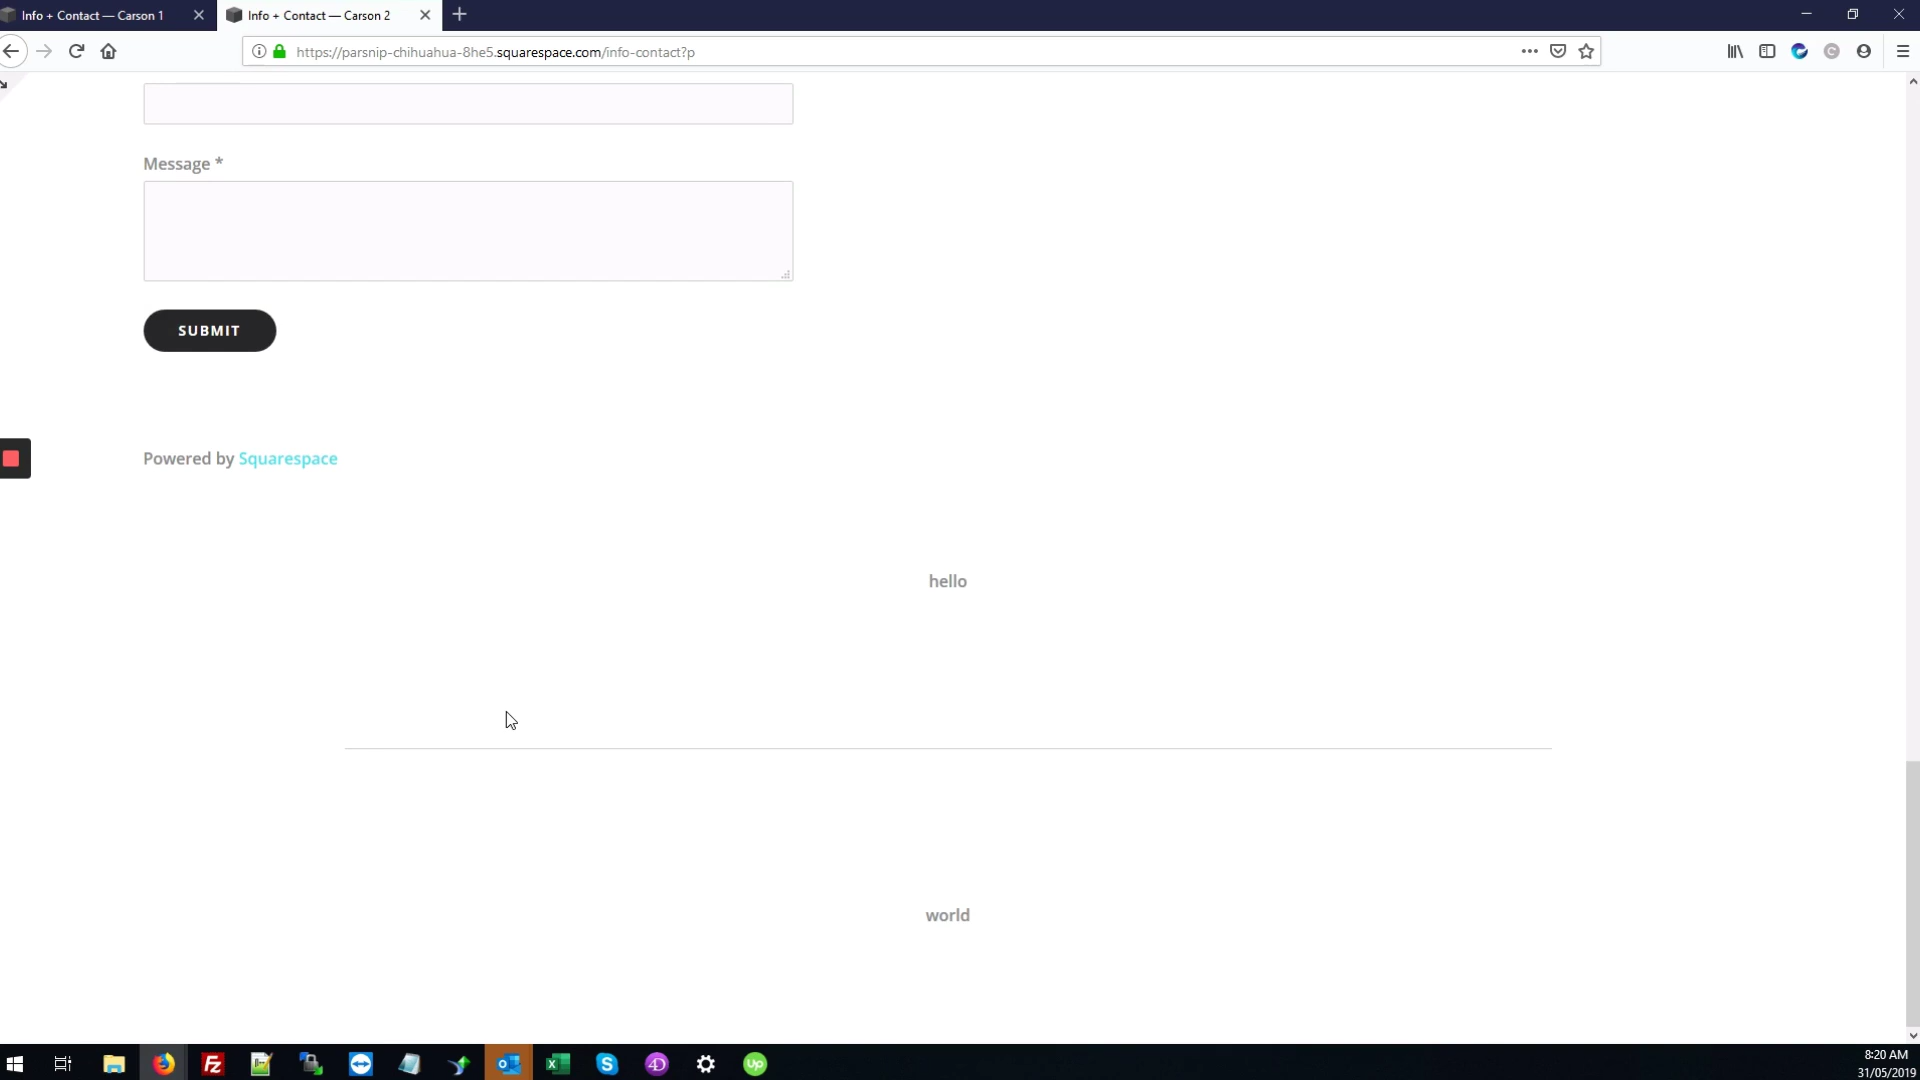 Info + Contact — Carson 1
Info + Contact — Carson 2
https://parsnip-chihuahua-8he5.squarespace.com/info-contact?p
Message *
SUBMIT
Powered by Squarespace
hello
world
8:20 AM
31/05/2019